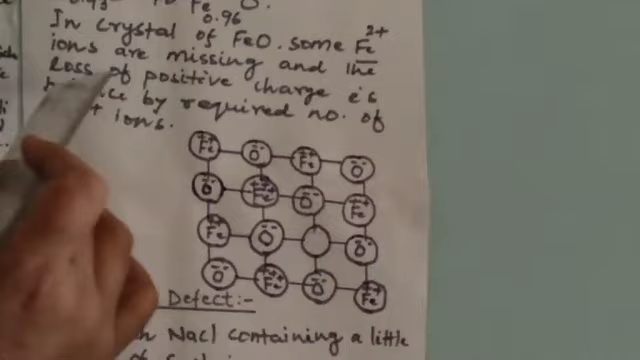 0.96
In crystal of FeO. some Fe2+
ions are missing and the
loss of positive charge is
by required no. of
+ ions.
Fe++ O-- Fe++ O--
O-- Fe+++ O-- Fe++
Fe++ O-- O--
O-- Fe++ O-- Fe++
Defect:-
NaCl containing a little
of